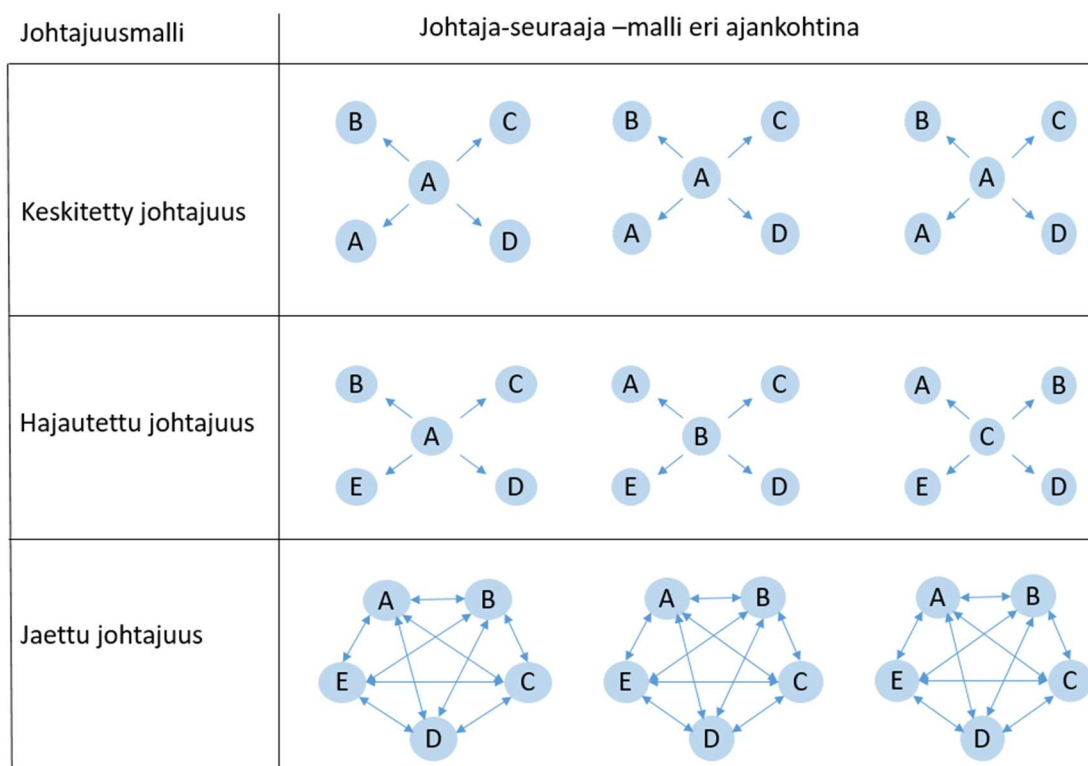 Johtajuusmalli Johtaja-seuraaja –malli eri ajankohtina
B C B C B C
A A A
Keskitetty johtajuus
A D A D A D
B C A C A B
Hajautettu johtajuus A B C
E D E D E D
A B A B A B
Jaettu johtajuus
E C E C E C
D D D